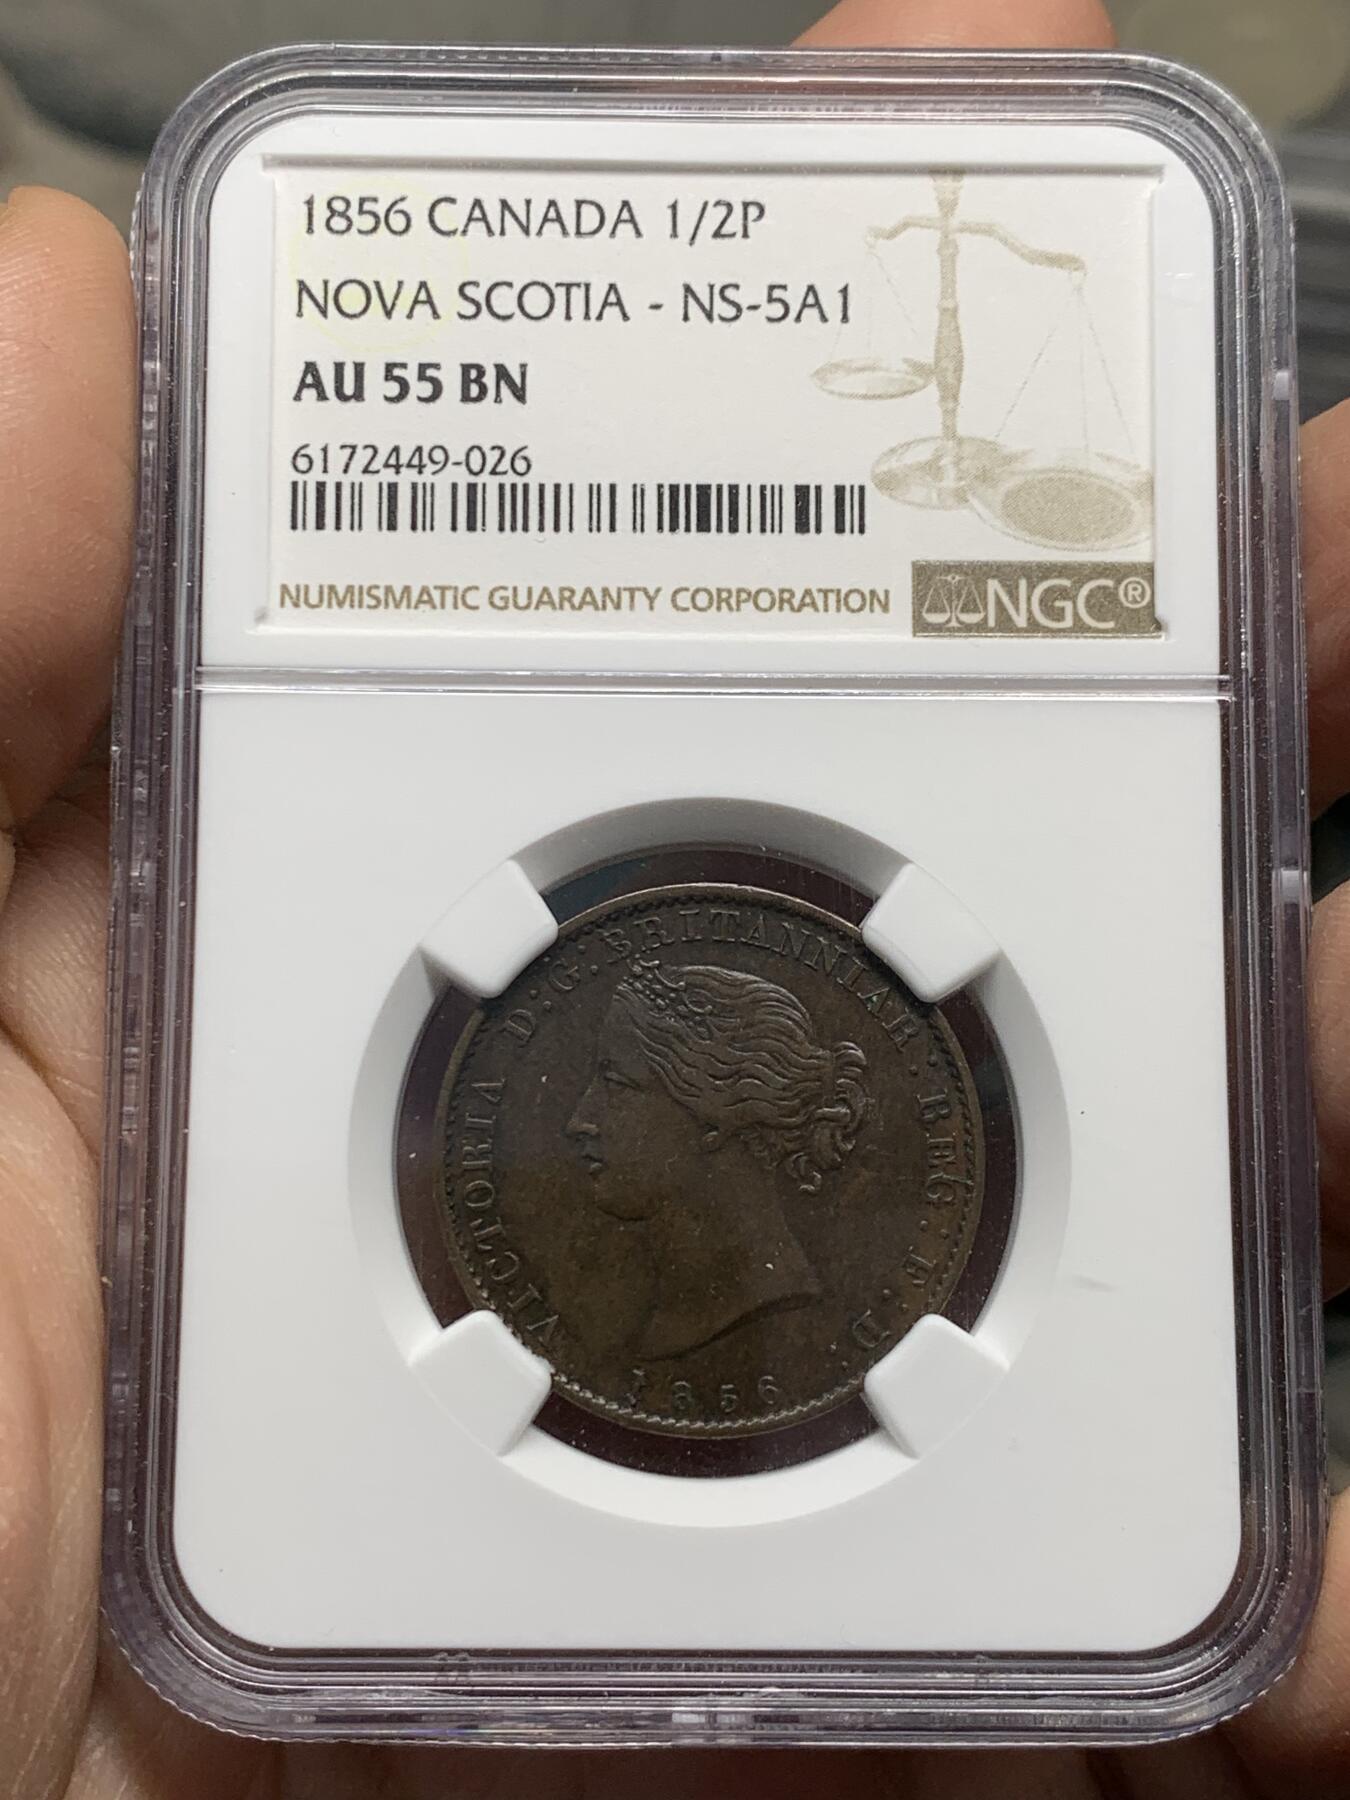 1856 CANADA 1/2P
NOVA SCOTIA - NS-5A1
AU 55 BN
6172449-026
NUMISMATIC GUARANTY CORPORATION
NGC®
VICTORIA D:G:BRITANNIAR·REG·F:D:
1856